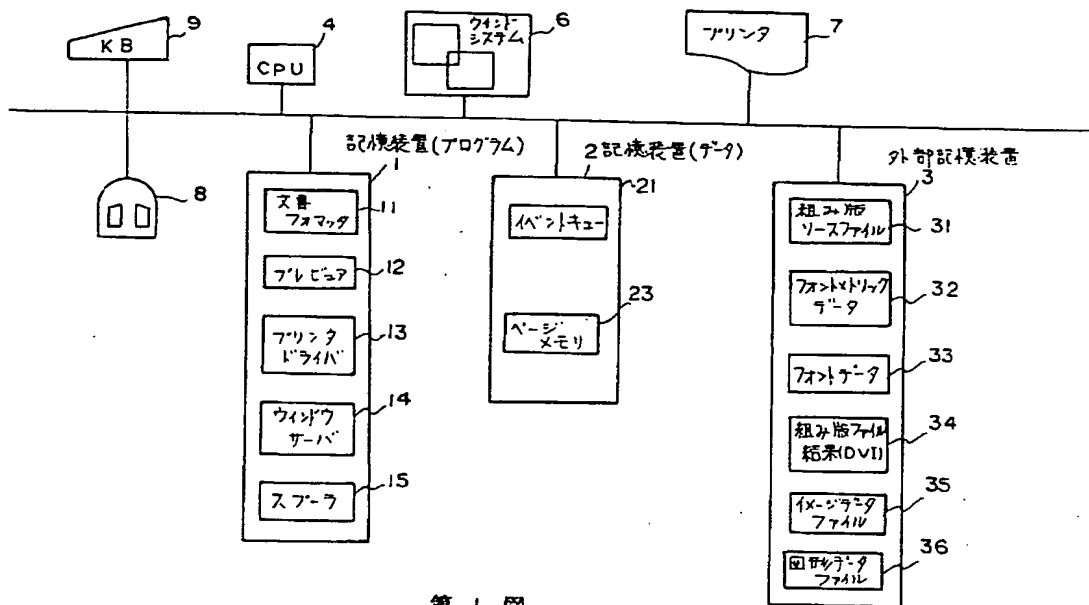 KB
9
4
CPU
ウィンドー
システム
6
プリンタ
7
8
記憶装置(プログラム)
1
文書
フォマッタ
11
プレビュア
12
プリンタ
ドライバ
13
ウィンドウ
サーバ
14
スプーラ
15
2 記憶装置(データ)
21
イベントキュー
23
ページ
メモリ
外部記憶装置
3
組み版
ソースファイル
31
フォントメトリック
データ
32
フォントデータ
33
組み版ファイル
結果(DVI)
34
イメージデータ
ファイル
35
図形データ
ファイル
36
第 1 図